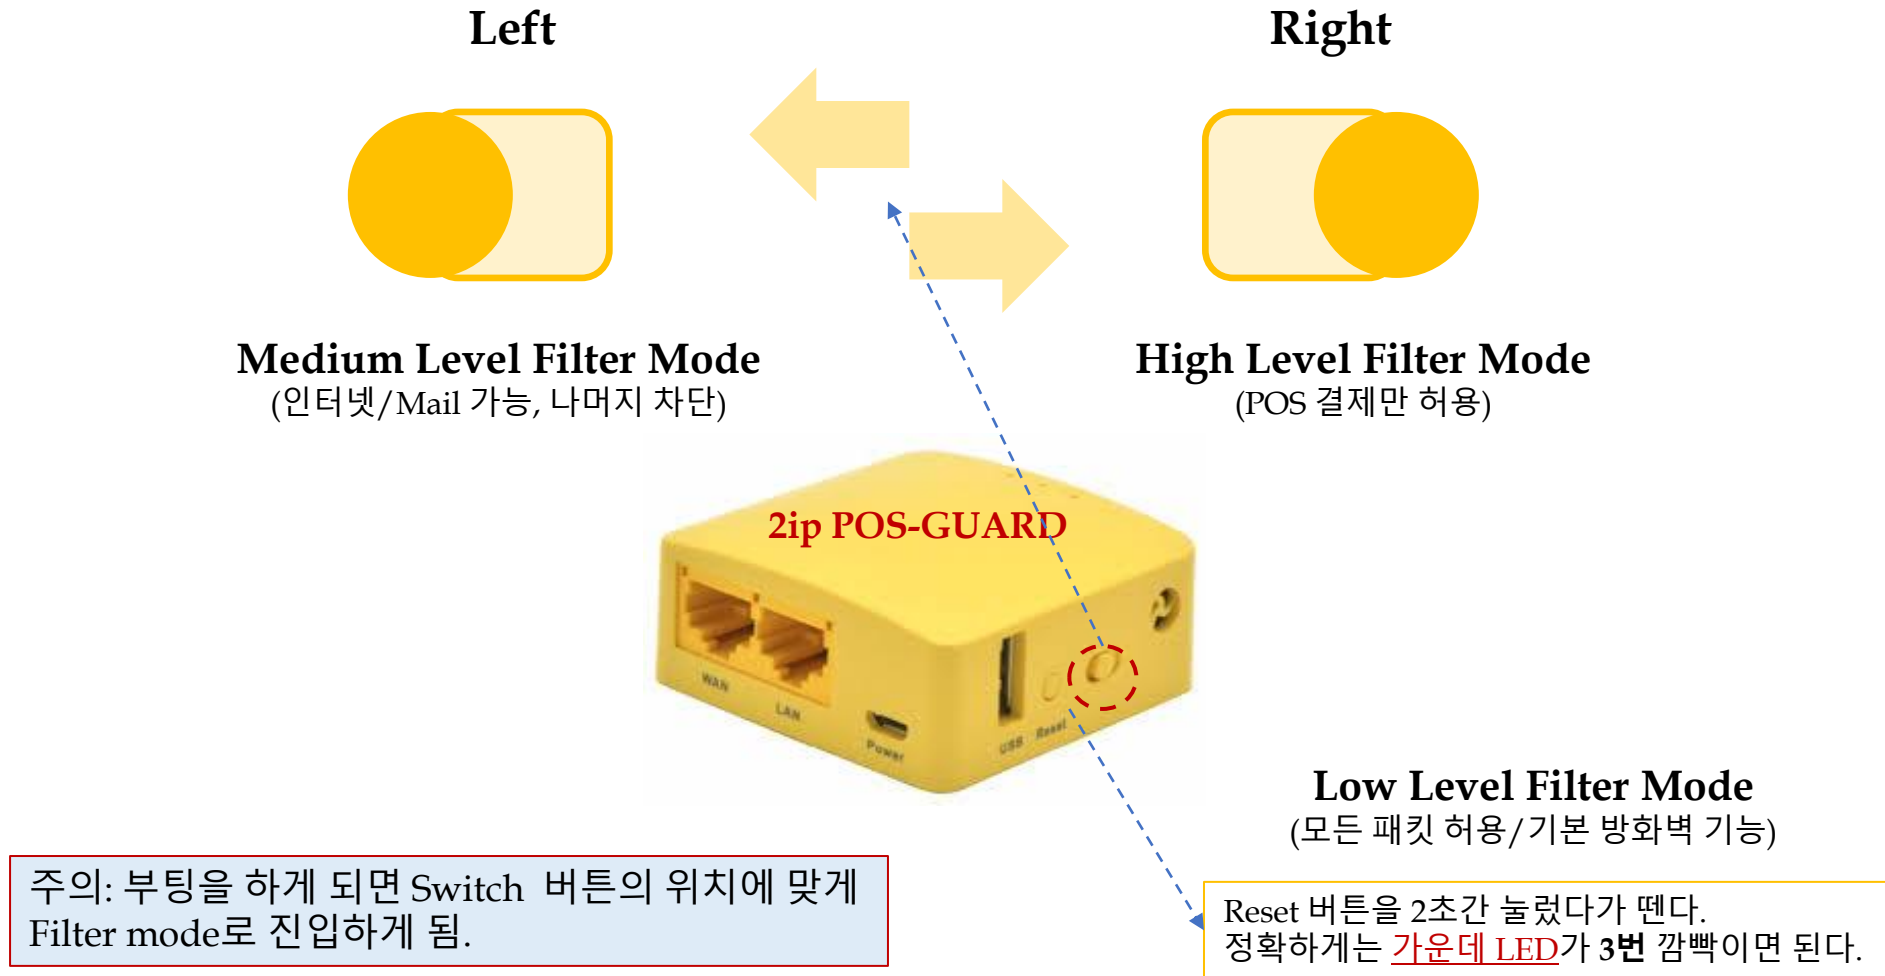 Left
Right
Medium Level Filter Mode
(인터넷/Mail 가능, 나머지 차단)
High Level Filter Mode
(POS 결제만 허용)
2ip POS-GUARD
WAN
LAN
Power
USB
Reset
Low Level Filter Mode
(모든 패킷 허용/기본 방화벽 기능)
주의: 부팅을 하게 되면 Switch 버튼의 위치에 맞게
Filter mode로 진입하게 됨.
Reset 버튼을 2초간 눌렀다가 뗀다.
정확하게는 가운데 LED가 3번 깜빡이면 된다.